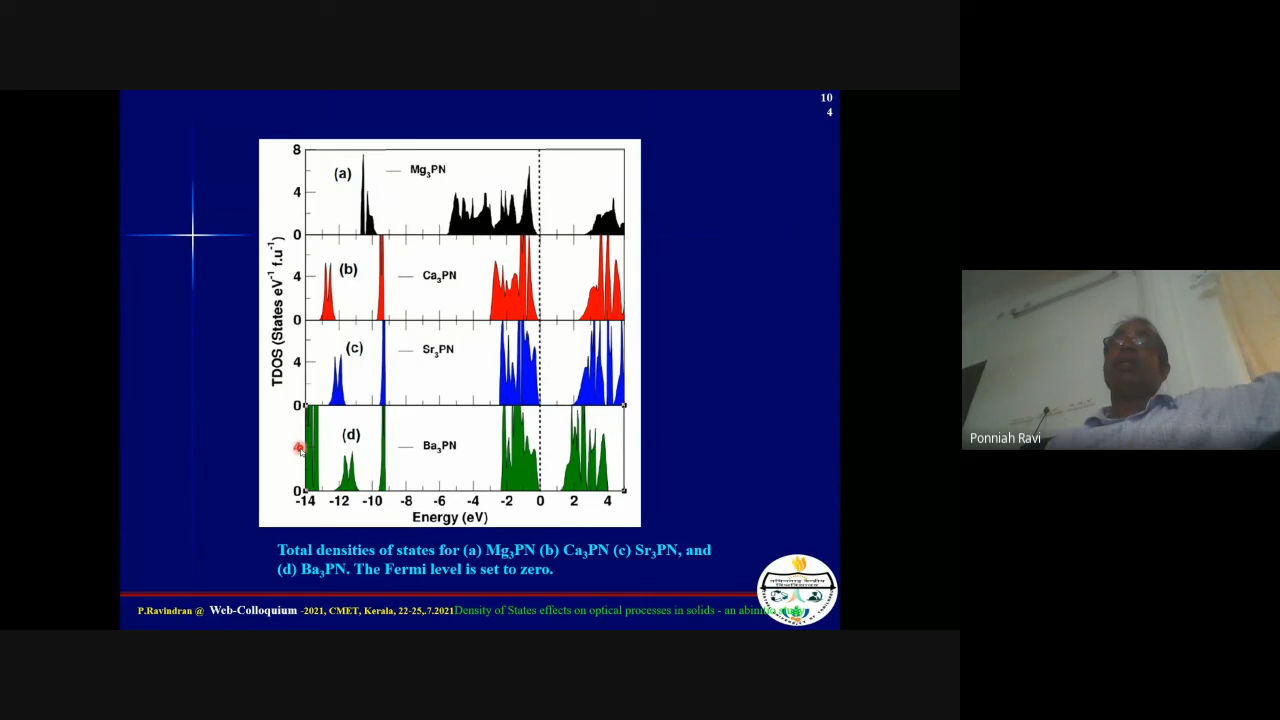 10
4
8
(a)
Mg3PN
4
0
(b)
Ca3PN
4
0
(c)
Sr3PN
4
0
(d)
Ba3PN
0
-14 -12 -10 -8 -6 -4 -2 0 2 4
Energy (eV)
TDOS (States eV-1 f.u-1)
Total densities of states for (a) Mg3PN (b) Ca3PN (c) Sr3PN, and
(d) Ba3PN. The Fermi level is set to zero.
P.Ravindran @ Web-Colloquium -2021, CMET, Kerala, 22-25,.7.2021Density of States effects on optical processes in solids - an
Ponniah Ravi